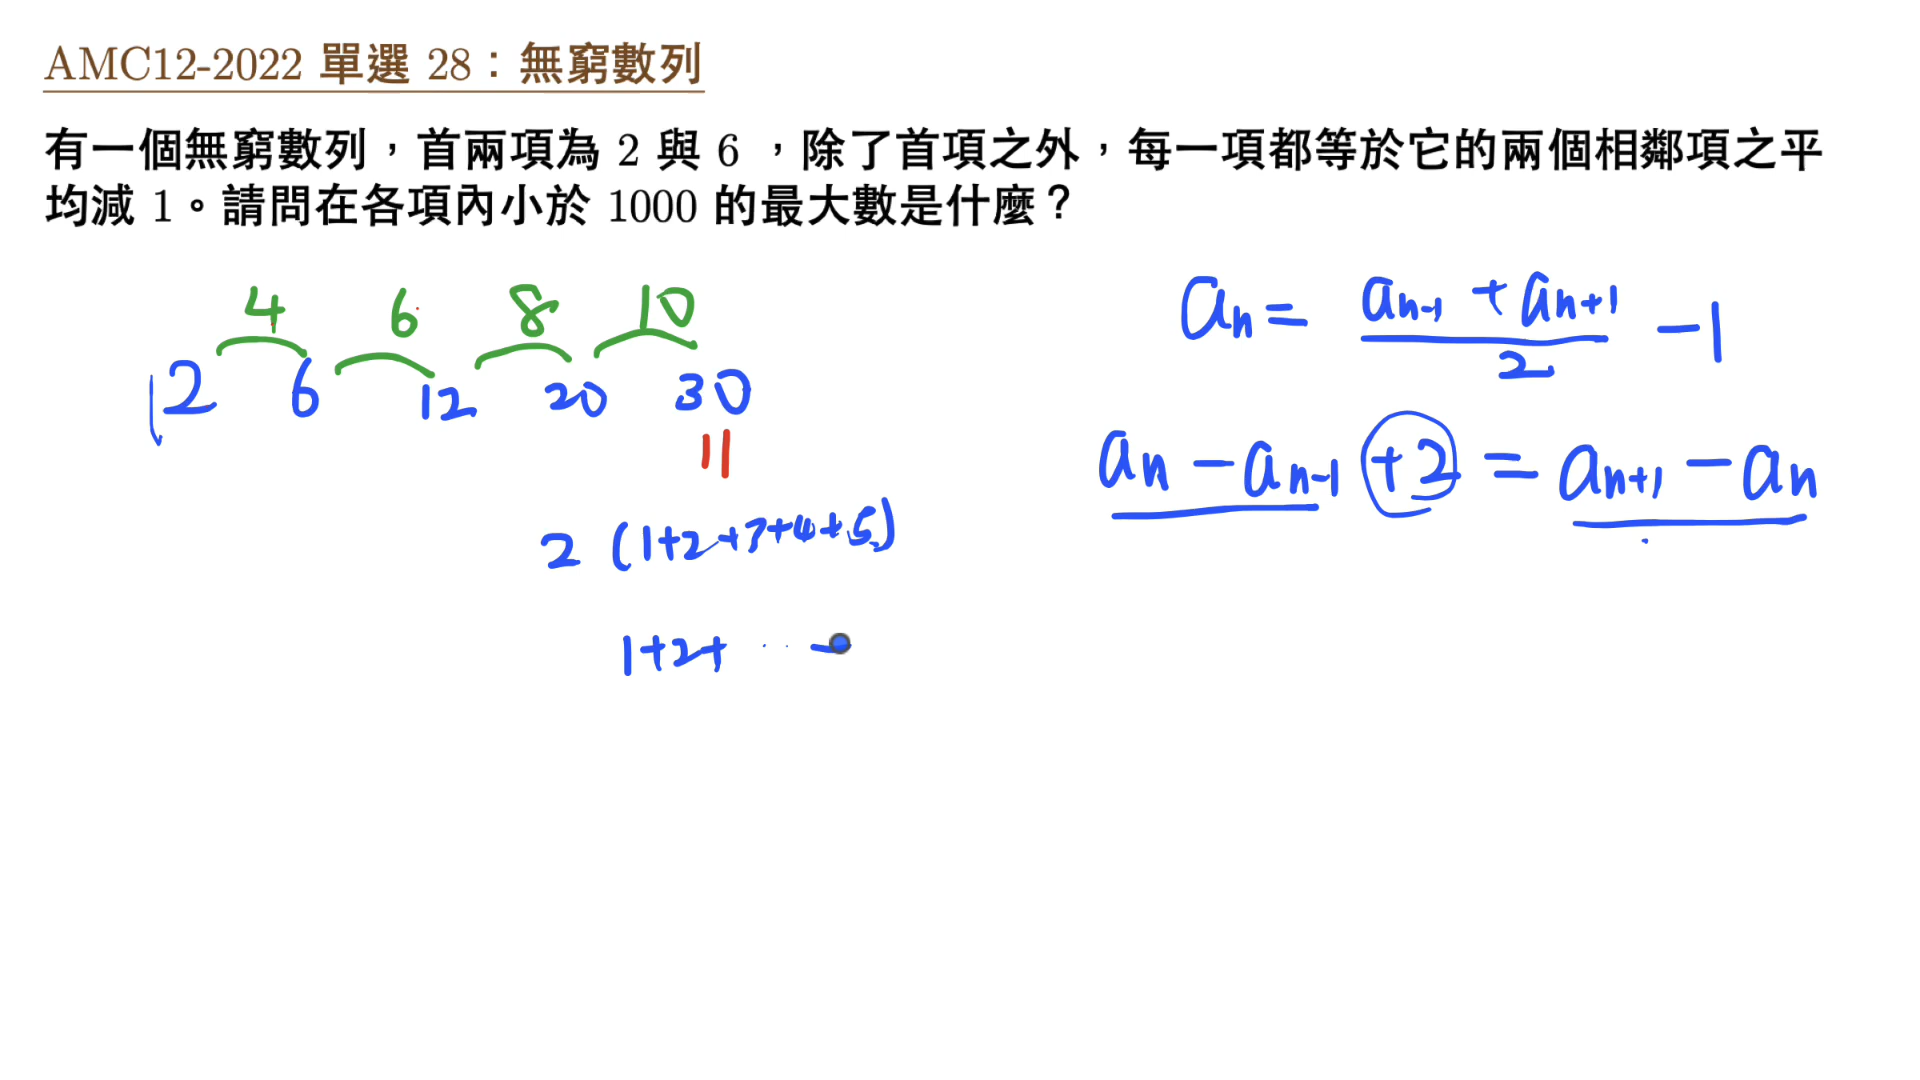 AMC12-2022 單選 28：無窮數列
有一個無窮數列，首兩項為 2 與 6 ，除了首項之外，每一項都等於它的兩個相鄰項之平
均減 1。請問在各項內小於 1000 的最大數是什麼？
4 6 8 10
2 6 12 20 30
11
2 (1+2+3+4+5)
1+2+ ··
aₙ = (aₙ₋₁ + aₙ₊₁)/2 - 1
aₙ - aₙ₋₁ +2 = aₙ₊₁ - aₙ